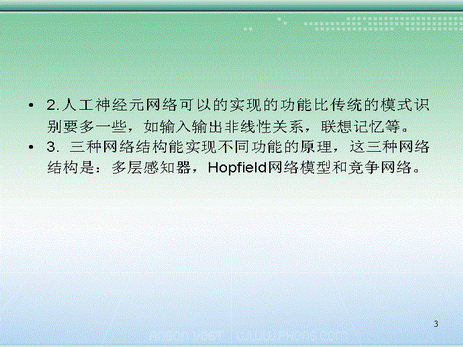 • 2.人工神经元网络可以的实现的功能比传统的模式识
别要多一些，如输入输出非线性关系，联想记忆等。
• 3. 三种网络结构能实现不同功能的原理，这三种网络
结构是：多层感知器，Hopfield网络模型和竞争网络。
3